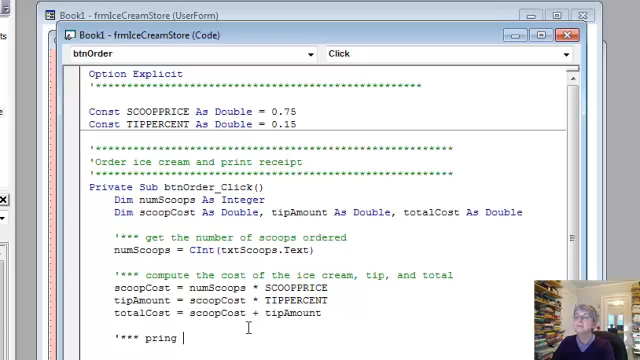 Book1 - frmIceCreamStore (UserForm)
Book1 - frmIceCreamStore (Code)
btnOrder Click
Option Explicit
'****************************************************
Const SCOOPPRICE As Double = 0.75
Const TIPPERCENT As Double = 0.15
'*********************************************************
'Order ice cream and print receipt
'*********************************************************
Private Sub btnOrder_Click()
Dim numScoops As Integer
Dim scoopCost As Double, tipAmount As Double, totalCost As Double
'*** get the number of scoops ordered
numScoops = CInt(txtScoops.Text)
'*** compute the cost of the ice cream, tip, and total
scoopCost = numScoops * SCOOPPRICE
tipAmount = scoopCost * TIPPERCENT
totalCost = scoopCost + tipAmount
'*** pring